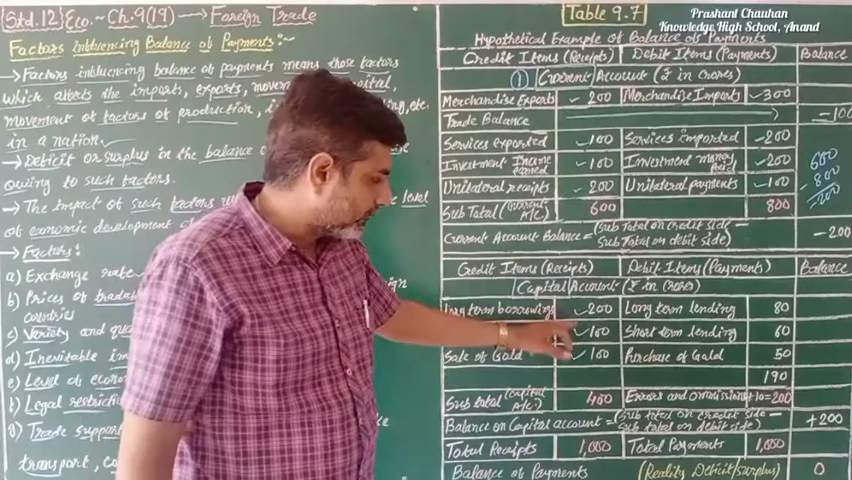 [Std.12] Eco. - Ch.9(19) → Foreign Trade
Factors influencing Balance of Payments:-
→ Factors influencing balance of payments means those factors
which affects the imports, exports,
movement of factors of production, etc.
in a nation.
→ Deficit or surplus in the balance
owing to such factors.
→ The impact of such level
of economic development
→ Factors:
a) Exchange rate
b) Prices of
countries
c) Variety and
d) Inevitable
e) Level of
f) Legal
g) Trade support
transport,
Table 9.7
Prashant Chauhan
Knowledge High School, Anand
Hypothetical Example of Balance of Payments
Credit Items (Receipts) Debit Items (Payments) Balance
① Current Account (₹ in Crores)
Merchandise Exports 200 Merchandise Imports -300
Trade Balance -100
Services exported 100 Services imported 200
Investment Income earned 100 Investment money paid 200
Unilateral receipts 200 Unilateral payments 100
600
- 800
-200
Sub Total (Current A/C) 600 800
Current Account Balance = (Sub Total on credit side - Sub Total on debit side) -200
Credit Items (Receipts) Debit Items (Payments) Balance
Capital Account (₹ in Crores)
Long term borrowings 200 Long term lending 80
100 Short term lending 60
Sale of Gold 100 Purchase of Gold 50
190
Sub total (Capital A/C) 400 Errors and ommissions +10=200
Balance on Capital account = (Sub total on credit side - Sub total on debit side) +200
Total Receipts 1,000 Total Payments 1,000
Balance of Payments (Reality Deficit/surplus) 0